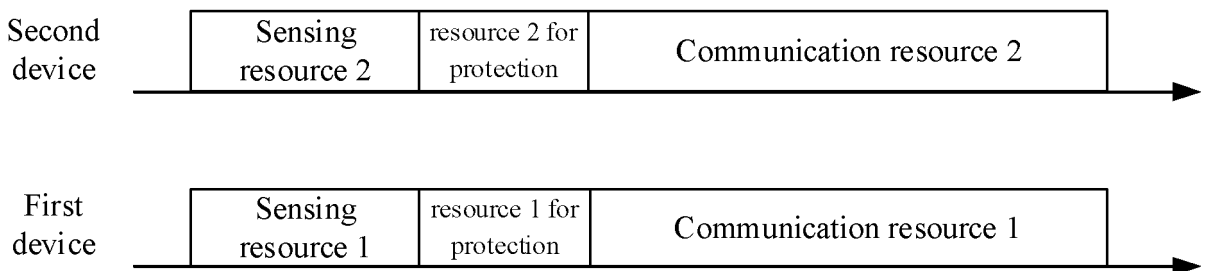 Second
device
Sensing
resource 2
resource 2 for
protection
Communication resource 2
First
device
Sensing
resource 1
resource 1 for
protection
Communication resource 1